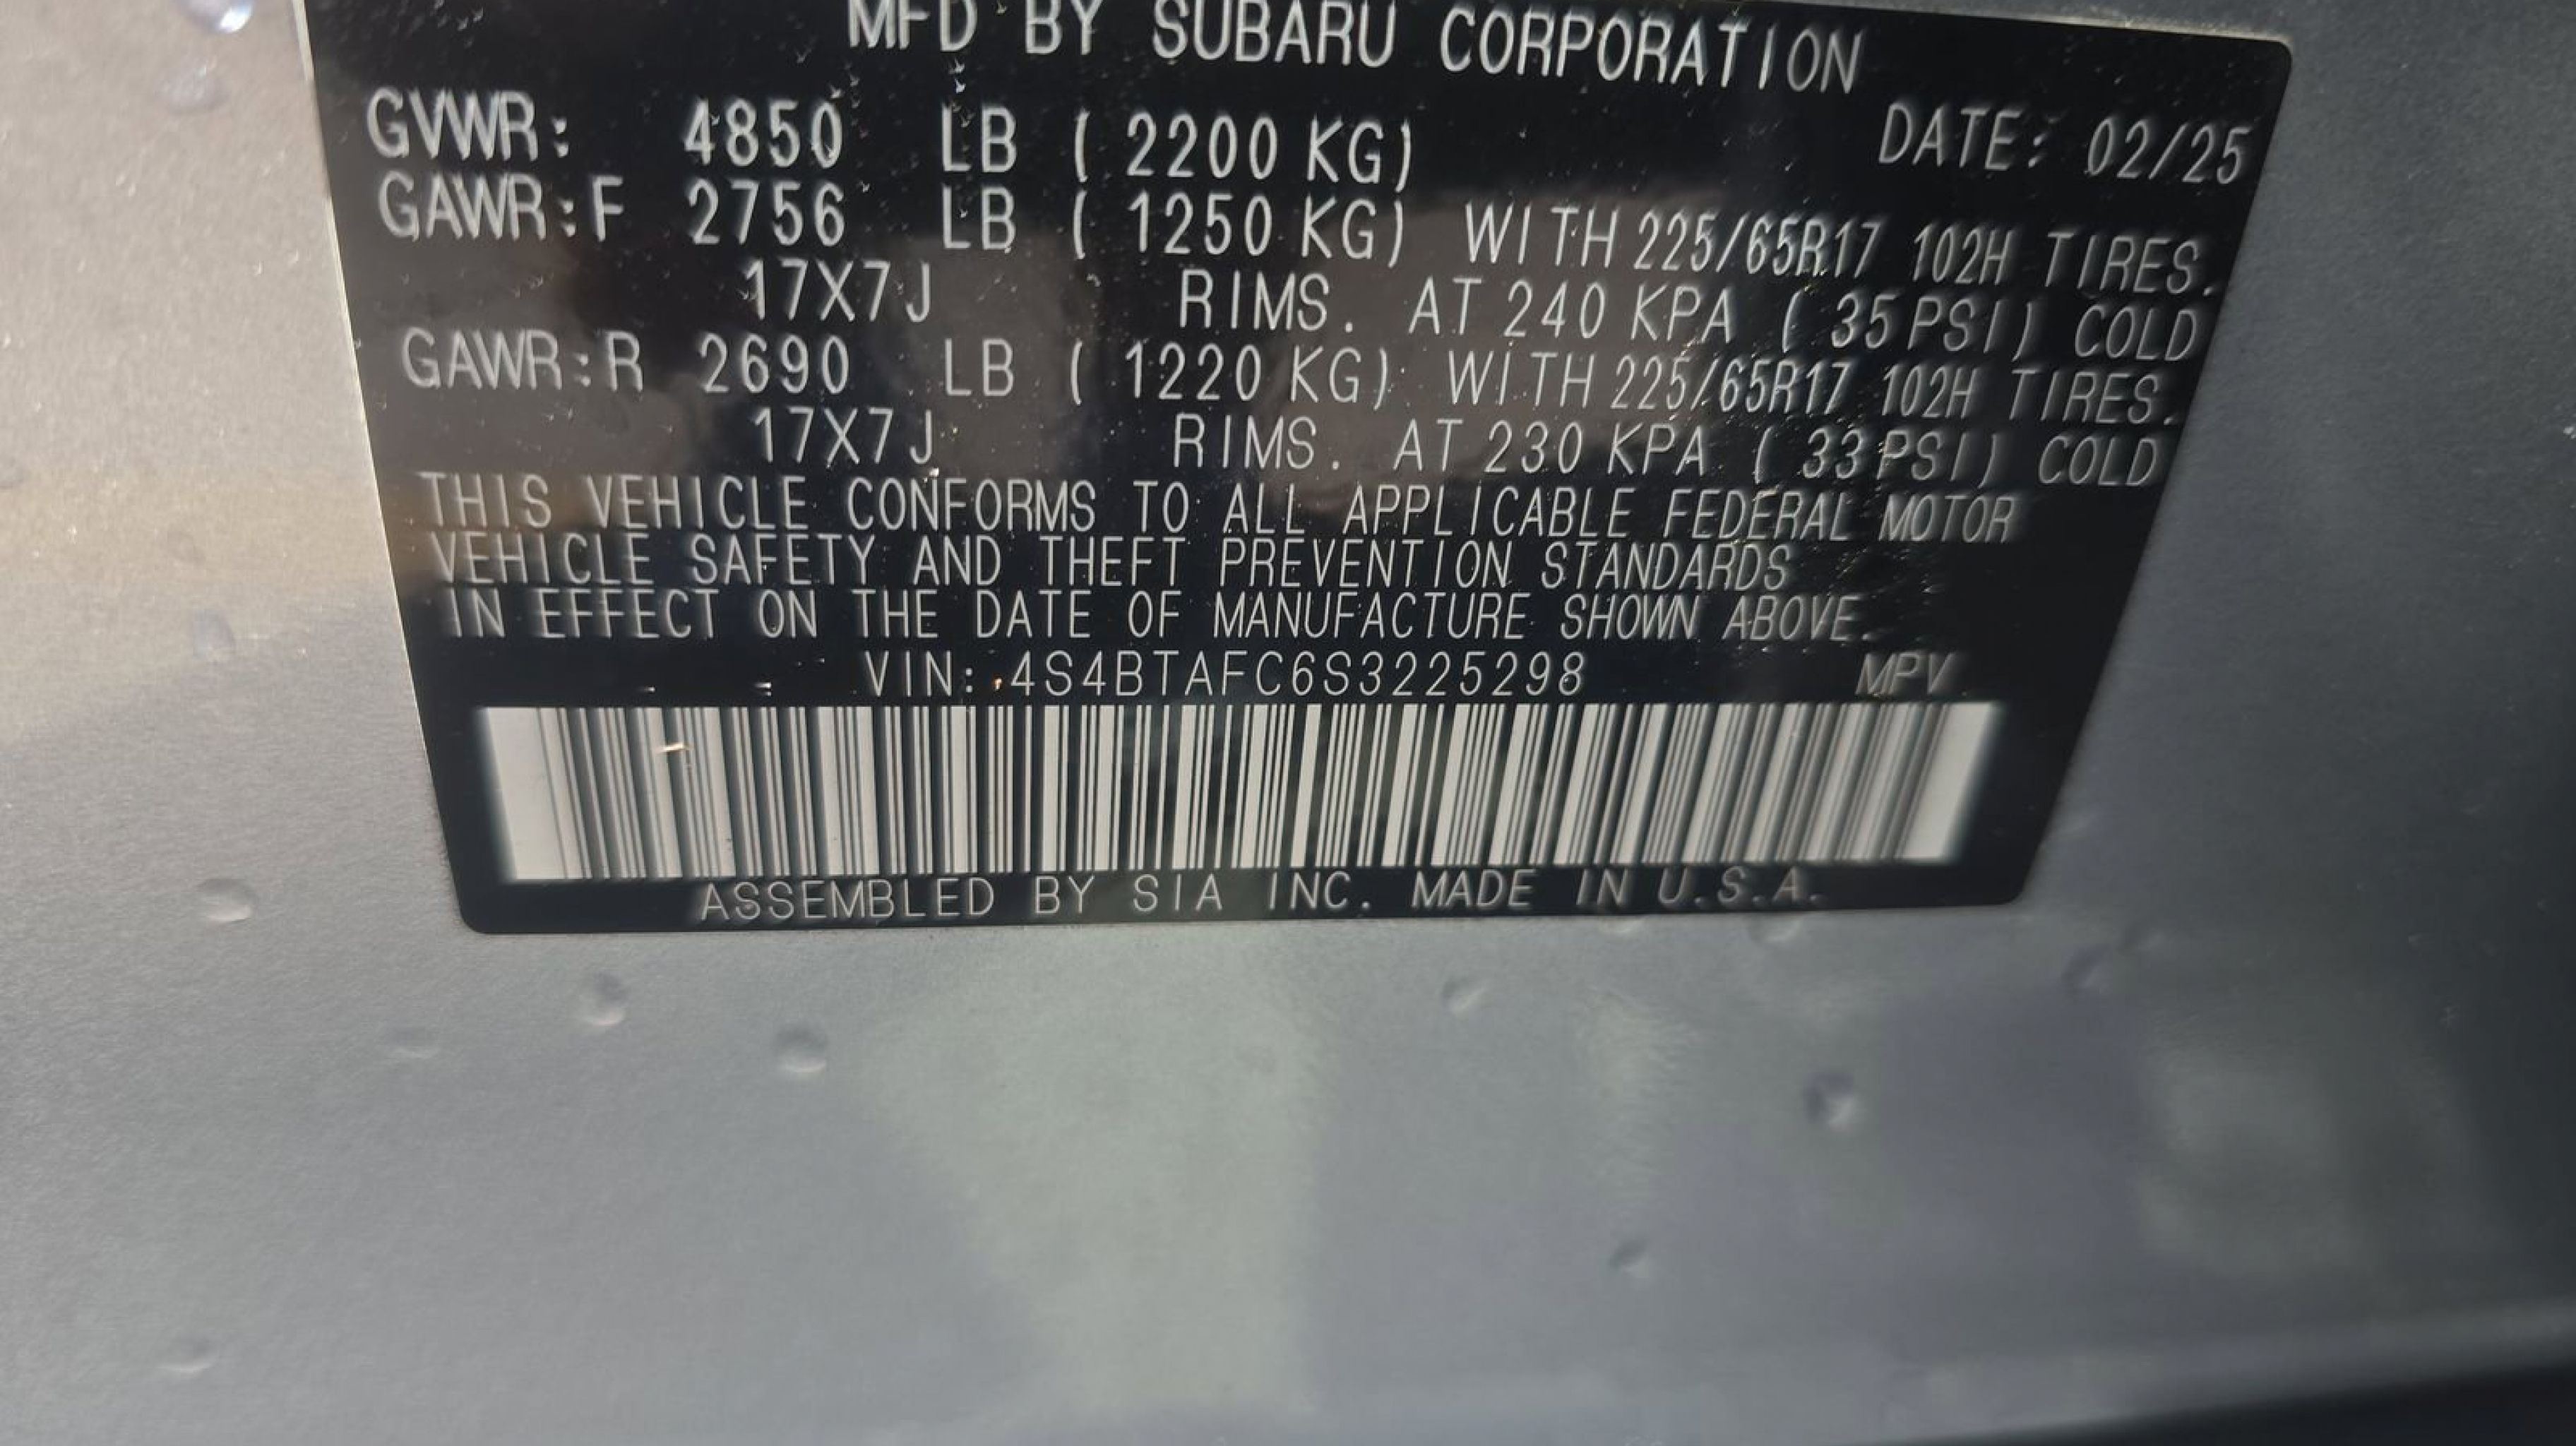 MFD BY SUBARU CORPORATION
GVWR: 4850 LB ( 2200 KG) DATE: 02/25
GAWR:F 2756 LB ( 1250 KG) WITH 225/65R17 102H TIRES.
17X7J RIMS. AT 240 KPA ( 35 PSI) COLD
GAWR:R 2690 LB ( 1220 KG) WITH 225/65R17 102H TIRES.
17X7J RIMS. AT 230 KPA ( 33 PSI) COLD
THIS VEHICLE CONFORMS TO ALL APPLICABLE FEDERAL MOTOR
VEHICLE SAFETY AND THEFT PREVENTION STANDARDS
IN EFFECT ON THE DATE OF MANUFACTURE SHOWN ABOVE.
VIN: 4S4BTAFC6S3225298 MPV
ASSEMBLED BY SIA INC. MADE IN U.S.A.